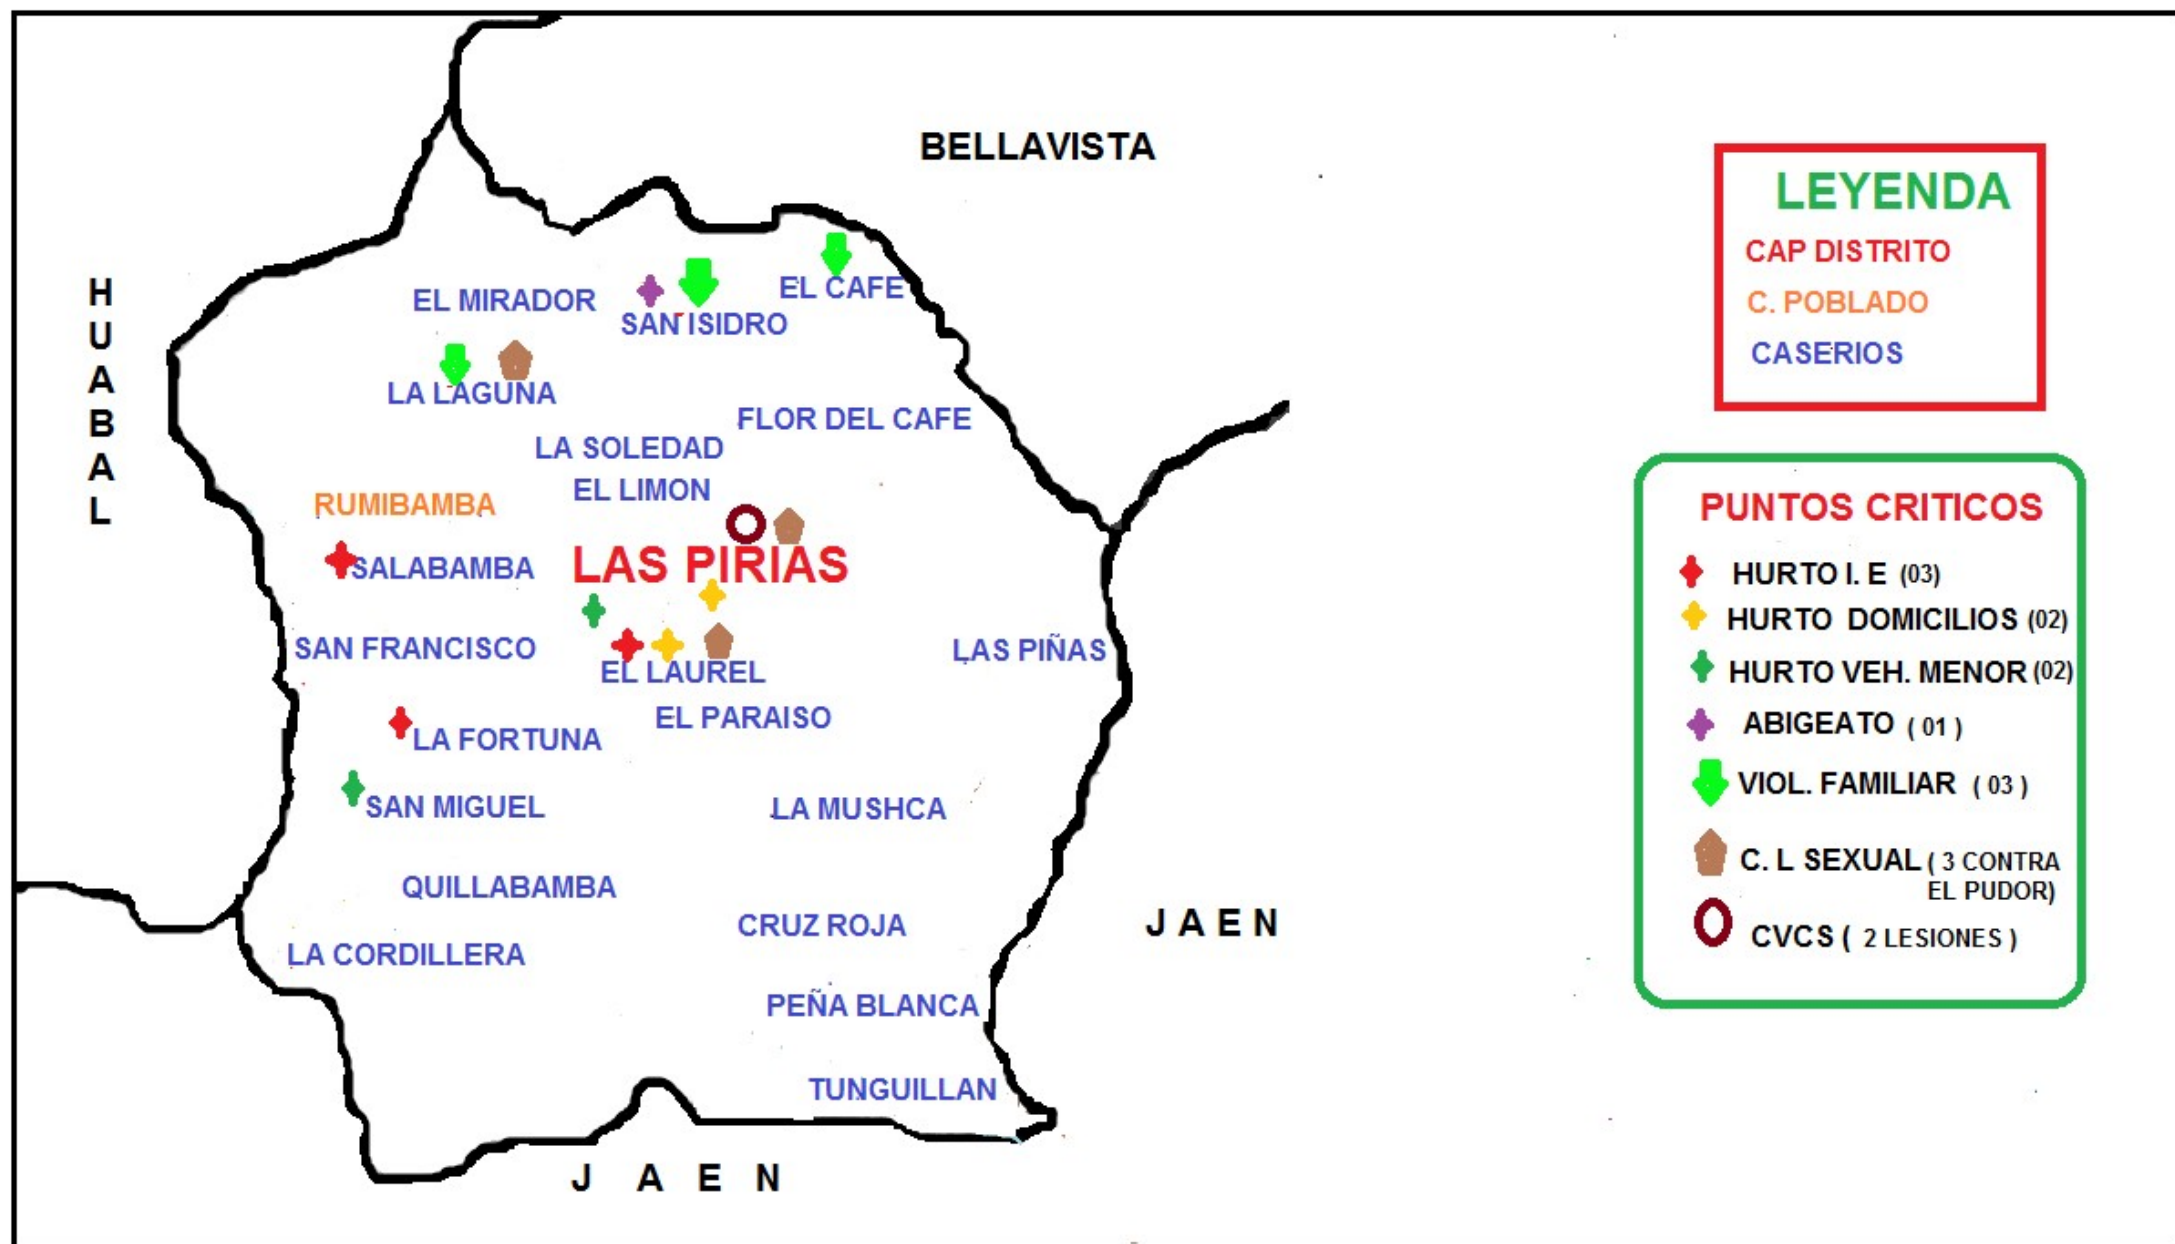 BELLAVISTA
HUABAL
EL MIRADOR
SAN ISIDRO
EL CAFE
LA LAGUNA
FLOR DEL CAFE
LA SOLEDAD
EL LIMON
RUMIBAMBA
SALABAMBA
LAS PIRIAS
SAN FRANCISCO
EL LAUREL
LAS PIÑAS
EL PARAISO
LA FORTUNA
SAN MIGUEL
LA MUSHCA
QUILLABAMBA
CRUZ ROJA
LA CORDILLERA
PEÑA BLANCA
TUNGUILLAN
J A E N
J A E N
LEYENDA
CAP DISTRITO
C. POBLADO
CASERIOS
PUNTOS CRITICOS
HURTO I. E (03)
HURTO DOMICILIOS (02)
HURTO VEH. MENOR (02)
ABIGEATO ( 01 )
VIOL. FAMILIAR ( 03 )
C. L SEXUAL ( 3 CONTRA
EL PUDOR)
CVCS ( 2 LESIONES )